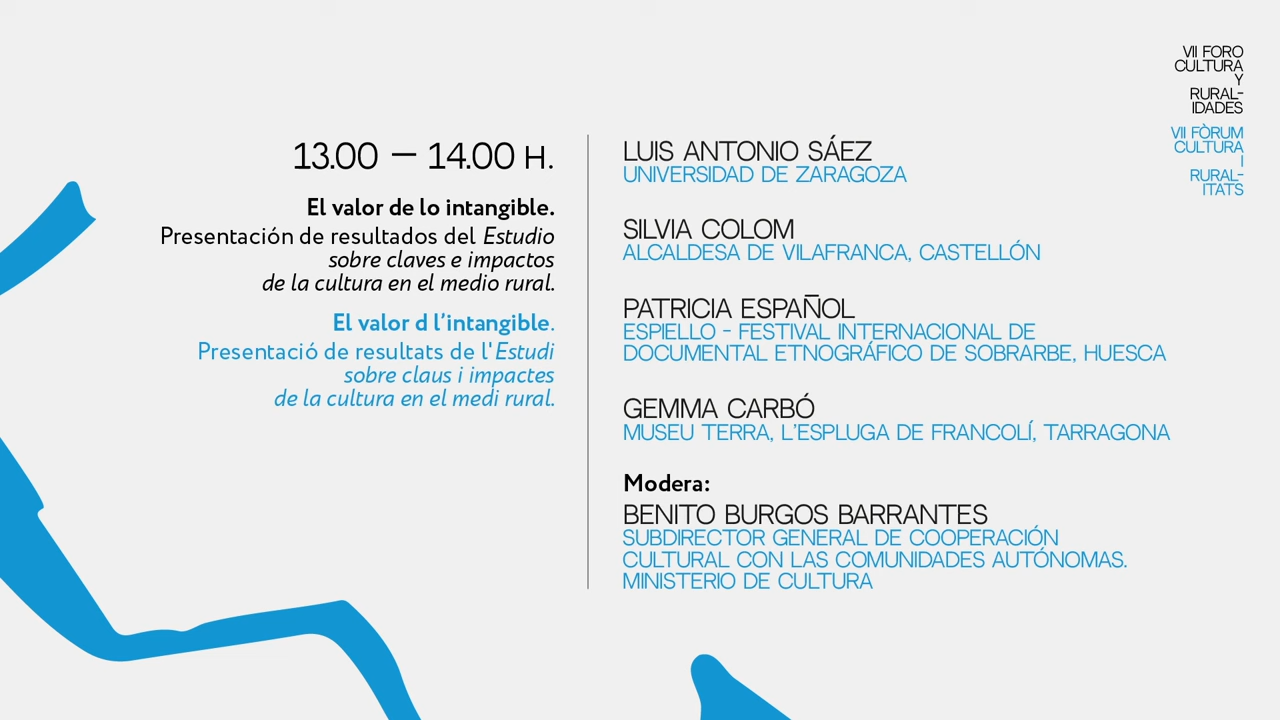 VII FORO
CULTURA
Y
RURAL-
IDADES
VII FÒRUM
CULTURA
I
RURAL-
ITATS
13.00 — 14.00 H.
El valor de lo intangible.
Presentación de resultados del Estudio
sobre claves e impactos
de la cultura en el medio rural.
El valor d l’intangible.
Presentació de resultats de l'Estudi
sobre claus i impactes
de la cultura en el medi rural.
LUIS ANTONIO SÁEZ
UNIVERSIDAD DE ZARAGOZA
SILVIA COLOM
ALCALDESA DE VILAFRANCA, CASTELLÓN
PATRICIA ESPAÑOL
ESPIELLO - FESTIVAL INTERNACIONAL DE
DOCUMENTAL ETNOGRÁFICO DE SOBRARBE, HUESCA
GEMMA CARBÓ
MUSEU TERRA, L’ESPLUGA DE FRANCOLÍ, TARRAGONA
Modera:
BENITO BURGOS BARRANTES
SUBDIRECTOR GENERAL DE COOPERACIÓN
CULTURAL CON LAS COMUNIDADES AUTÓNOMAS.
MINISTERIO DE CULTURA